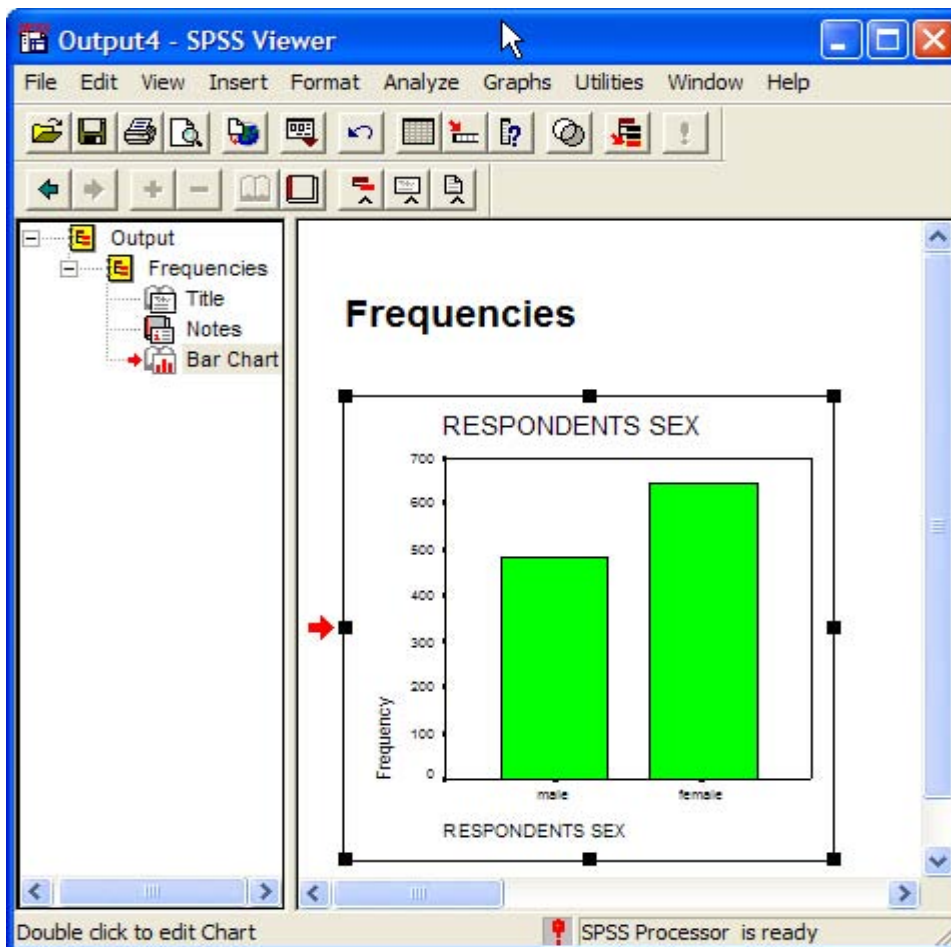 Output4 - SPSS Viewer
File Edit View Insert Format Analyze Graphs Utilities Window Help
Output
Frequencies
Title
Notes
Bar Chart
Frequencies
RESPONDENTS SEX
700
600
500
400
300
200
100
0
Frequency
male female
RESPONDENTS SEX
Double click to edit Chart
SPSS Processor is ready